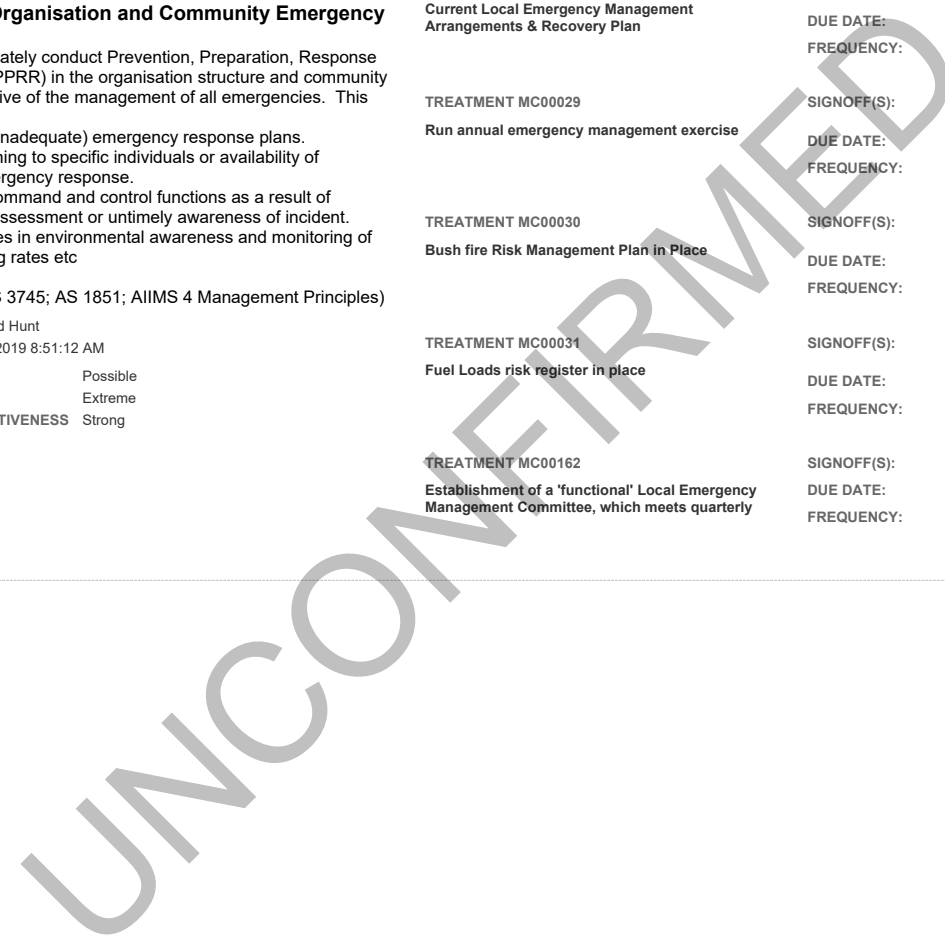 Organisation and Community Emergency
ately conduct Prevention, Preparation, Response
PPRR) in the organisation structure and community
ive of the management of all emergencies. This
nadequate) emergency response plans.
ning to specific individuals or availability of
ergency response.
ommand and control functions as a result of
ssessment or untimely awareness of incident.
es in environmental awareness and monitoring of
g rates etc
S 3745; AS 1851; AIIMS 4 Management Principles)
d Hunt
2019 8:51:12 AM
Possible
Extreme
TIVENESS Strong
Current Local Emergency Management
Arrangements & Recovery Plan
DUE DATE:
FREQUENCY:
TREATMENT MC00029
SIGNOFF(S):
Run annual emergency management exercise
DUE DATE:
FREQUENCY:
TREATMENT MC00030
SIGNOFF(S):
Bush fire Risk Management Plan in Place
DUE DATE:
FREQUENCY:
TREATMENT MC00031
SIGNOFF(S):
Fuel Loads risk register in place
DUE DATE:
FREQUENCY:
TREATMENT MC00162
SIGNOFF(S):
Establishment of a 'functional' Local Emergency
Management Committee, which meets quarterly
DUE DATE:
FREQUENCY:
UNCONFIRMED